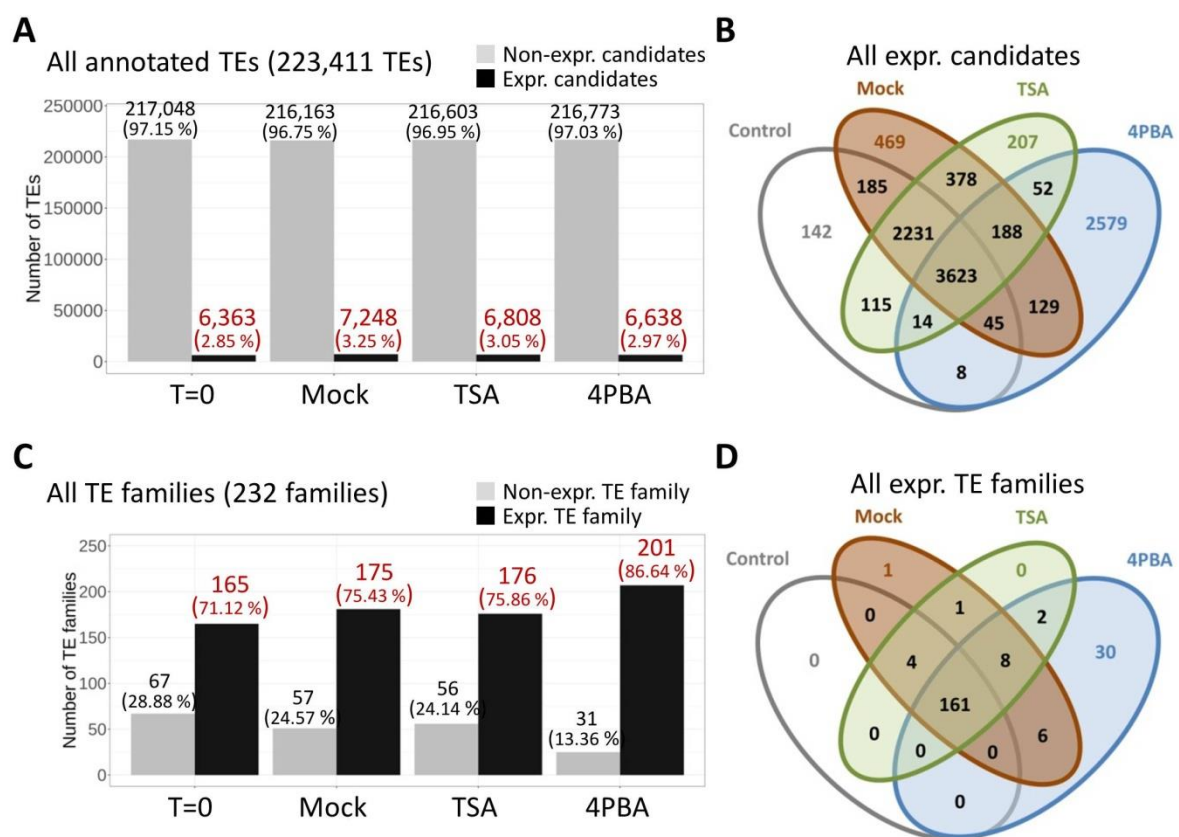 A
All annotated TEs (223,411 TEs)
Non-expr. candidates
Expr. candidates
Number of TEs
250000
200000
150000
100000
50000
0
217,048
(97.15 %)
216,163
(96.75 %)
216,603
(96.95 %)
216,773
(97.03 %)
6,363
(2.85 %)
7,248
(3.25 %)
6,808
(3.05 %)
6,638
(2.97 %)
T=0
Mock
TSA
4PBA
B
All expr. candidates
Mock
TSA
Control
4PBA
469
207
185
378
52
142
2231
188
2579
3623
115
14
45
129
8
C
All TE families (232 families)
Non-expr. TE family
Expr. TE family
Number of TE families
250
200
150
100
50
0
67
(28.88 %)
165
(71.12 %)
57
(24.57 %)
175
(75.43 %)
56
(24.14 %)
176
(75.86 %)
31
(13.36 %)
201
(86.64 %)
T=0
Mock
TSA
4PBA
D
All expr. TE families
Mock
TSA
Control
4PBA
1
0
0
1
2
0
4
8
30
161
0
0
0
6
0